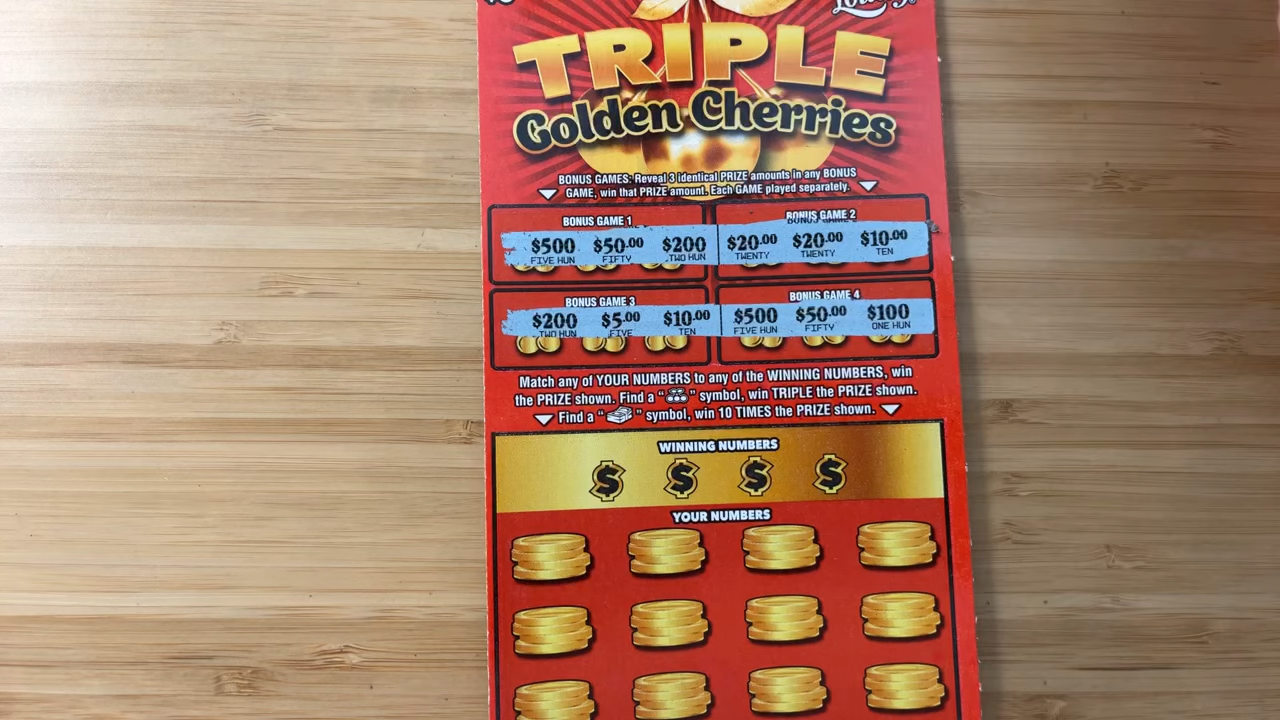 TRIPLE
Golden Cherries
BONUS GAMES: Reveal 3 identical PRIZE amounts in any BONUS
GAME, win that PRIZE amount. Each GAME played separately.
BONUS GAME 1
$500 $50.00 $200
FIVE HUN FIFTY TWO HUN
BONUS GAME 2
$20.00 $20.00 $10.00
TWENTY TWENTY TEN
BONUS GAME 3
$200 $5.00 $10.00
TWO HUN FIVE TEN
BONUS GAME 4
$500 $50.00 $100
FIVE HUN FIFTY ONE HUN
Match any of YOUR NUMBERS to any of the WINNING NUMBERS, win
the PRIZE shown. Find a " " symbol, win TRIPLE the PRIZE shown.
Find a " " symbol, win 10 TIMES the PRIZE shown.
WINNING NUMBERS
$ $ $ $
YOUR NUMBERS